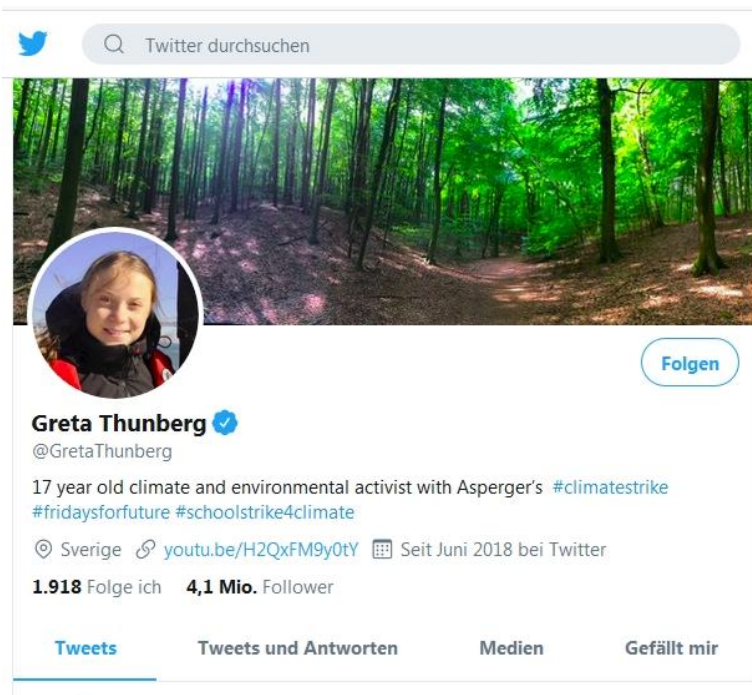 Twitter durchsuchen
Folgen
Greta Thunberg
@GretaThunberg
17 year old climate and environmental activist with Asperger's #climatestrike
#fridaysforfuture #schoolstrike4climate
Sverige youtu.be/H2QxFM9y0tY Seit Juni 2018 bei Twitter
1.918 Folge ich 4,1 Mio. Follower
Tweets Tweets und Antworten Medien Gefällt mir